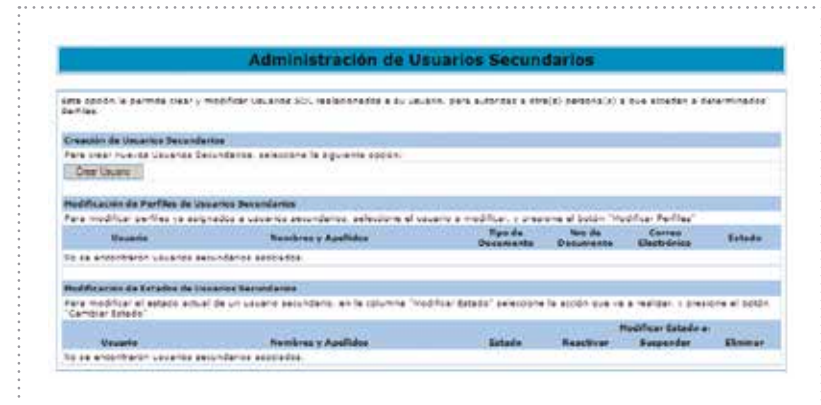 Administración de Usuarios Secundarios
Esta opción le permite crear y modificar Usuarios SOL relacionados a su usuario, para autorizar a otra(s) persona(s) a que accedan a determinados
Perfiles.
Creación de Usuarios Secundarios
Para crear nuevos Usuarios Secundarios, seleccione la siguiente opción.
Crear Usuario
Modificación de Perfiles de Usuarios Secundarios
Para modificar perfiles ya asignados a usuarios secundarios, seleccione el usuario a modificar, y presione el botón "Modificar Perfiles"
Usuario Nombres y Apellidos Tipo de Documento Nro de Documento Correo Electrónico Estado
No se encontraron usuarios secundarios asociados.
Modificación de Estados de Usuarios Secundarios
Para modificar el estado actual de un usuario secundario, en la columna "Modificar Estado" seleccione la acción que va a realizar, y presione el botón
"Cambiar Estado"
Modificar Estado a:
Usuario Nombres y Apellidos Estado Reactivar Suspender Eliminar
No se encontraron usuarios secundarios asociados.